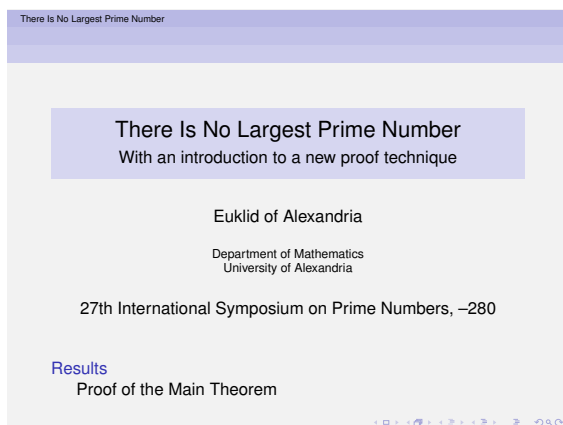 There Is No Largest Prime Number
There Is No Largest Prime Number
With an introduction to a new proof technique
Euklid of Alexandria
Department of Mathematics
University of Alexandria
27th International Symposium on Prime Numbers, –280
Results
Proof of the Main Theorem